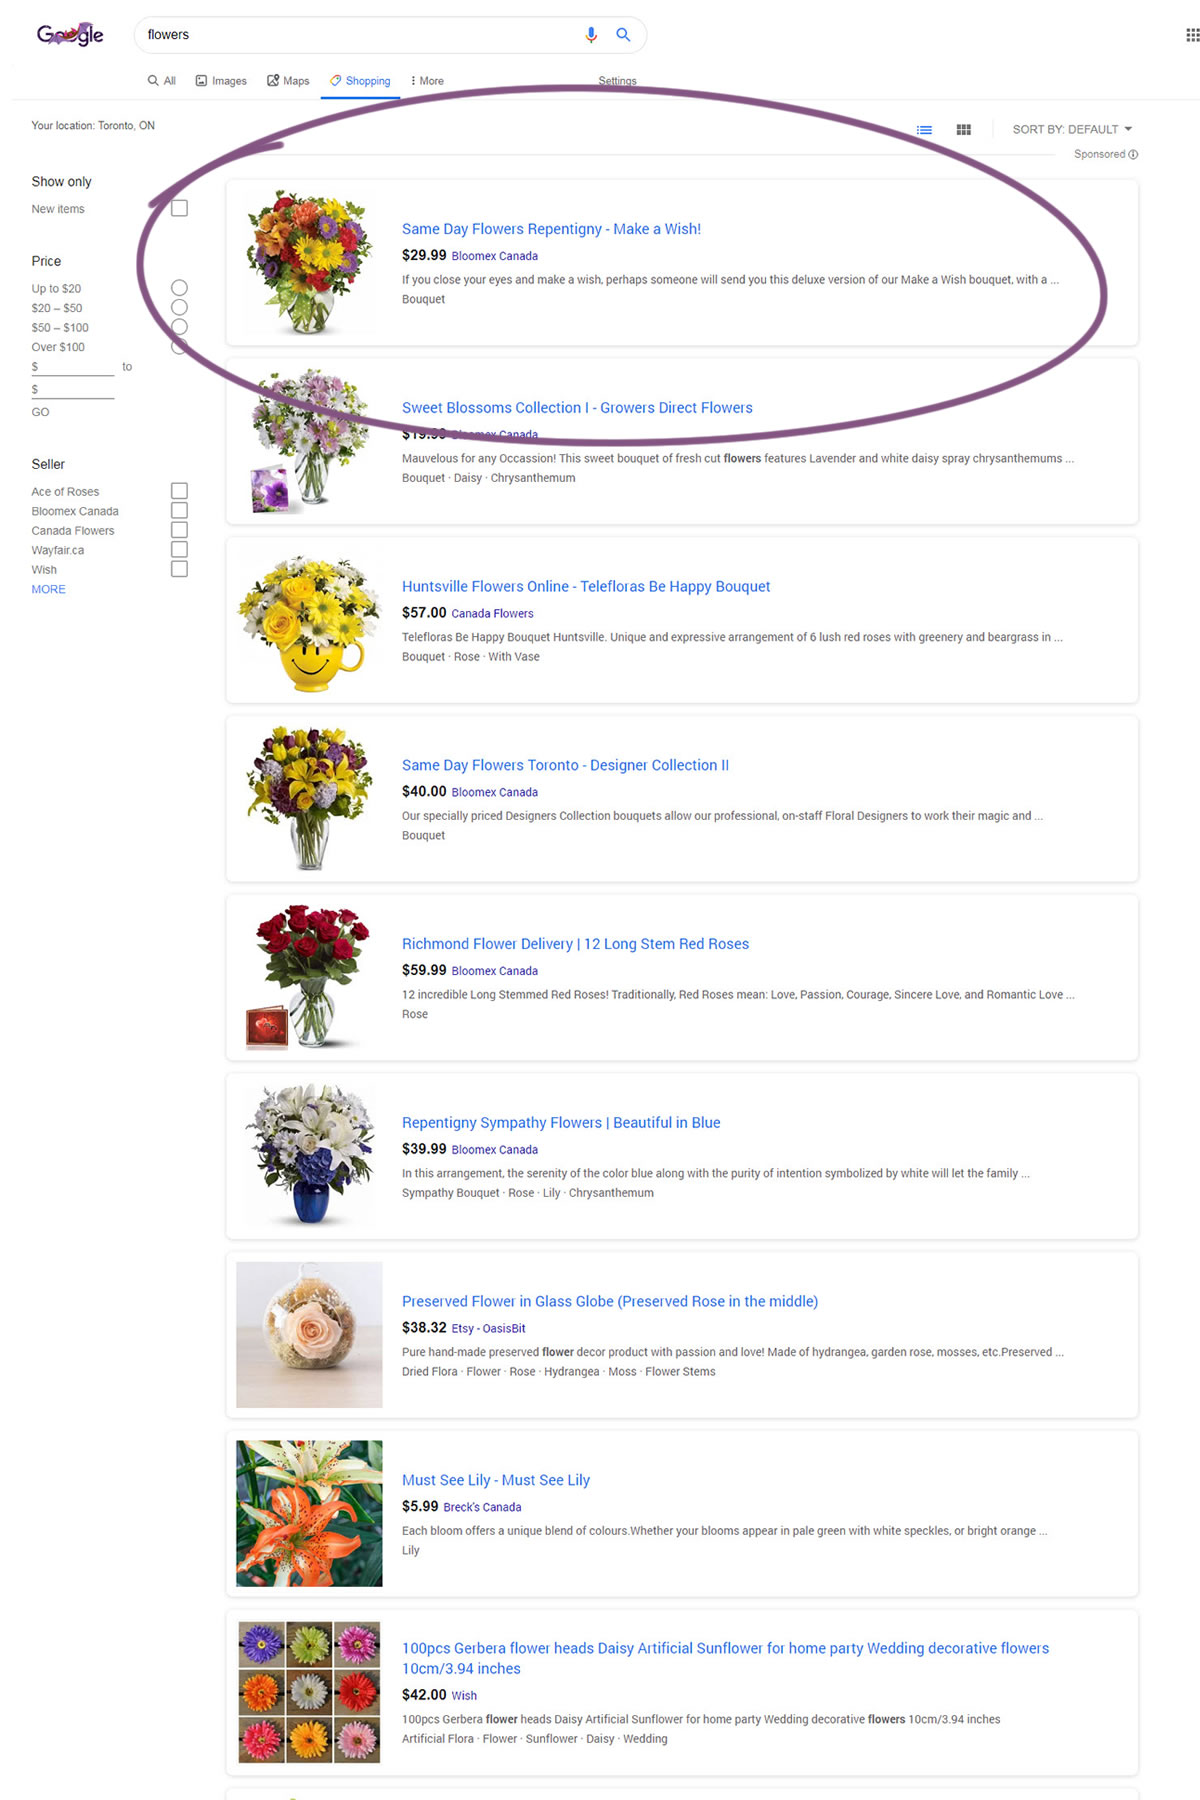 Google
flowers
All Images Maps Shopping More Settings
Your location: Toronto, ON
SORT BY: DEFAULT
Sponsored
Show only
New items
Price
Up to $20
$20 – $50
$50 – $100
Over $100
$ to
$
GO
Seller
Ace of Roses
Bloomex Canada
Canada Flowers
Wayfair.ca
Wish
MORE
Same Day Flowers Repentigny - Make a Wish!
$29.99 Bloomex Canada
If you close your eyes and make a wish, perhaps someone will send you this deluxe version of our Make a Wish bouquet, with a ...
Bouquet
Sweet Blossoms Collection I - Growers Direct Flowers
$19.99 Bloomex Canada
Mauvelous for any Occassion! This sweet bouquet of fresh cut flowers features Lavender and white daisy spray chrysanthemums ...
Bouquet · Daisy · Chrysanthemum
Huntsville Flowers Online - Telefloras Be Happy Bouquet
$57.00 Canada Flowers
Telefloras Be Happy Bouquet Huntsville. Unique and expressive arrangement of 6 lush red roses with greenery and beargrass in ...
Bouquet · Rose · With Vase
Same Day Flowers Toronto - Designer Collection II
$40.00 Bloomex Canada
Our specially priced Designers Collection bouquets allow our professional, on-staff Floral Designers to work their magic and ...
Bouquet
Richmond Flower Delivery | 12 Long Stem Red Roses
$59.99 Bloomex Canada
12 incredible Long Stemmed Red Roses! Traditionally, Red Roses mean: Love, Passion, Courage, Sincere Love, and Romantic Love ...
Rose
Repentigny Sympathy Flowers | Beautiful in Blue
$39.99 Bloomex Canada
In this arrangement, the serenity of the color blue along with the purity of intention symbolized by white will let the family ...
Sympathy Bouquet · Rose · Lily · Chrysanthemum
Preserved Flower in Glass Globe (Preserved Rose in the middle)
$38.32 Etsy - OasisBit
Pure hand-made preserved flower decor product with passion and love! Made of hydrangea, garden rose, mosses, etc.Preserved ...
Dried Flora · Flower · Rose · Hydrangea · Moss · Flower Stems
Must See Lily - Must See Lily
$5.99 Breck's Canada
Each bloom offers a unique blend of colours.Whether your blooms appear in pale green with white speckles, or bright orange ...
Lily
100pcs Gerbera flower heads Daisy Artificial Sunflower for home party Wedding decorative flowers
10cm/3.94 inches
$42.00 Wish
100pcs Gerbera flower heads Daisy Artificial Sunflower for home party Wedding decorative flowers 10cm/3.94 inches
Artificial Flora · Flower · Sunflower · Daisy · Wedding